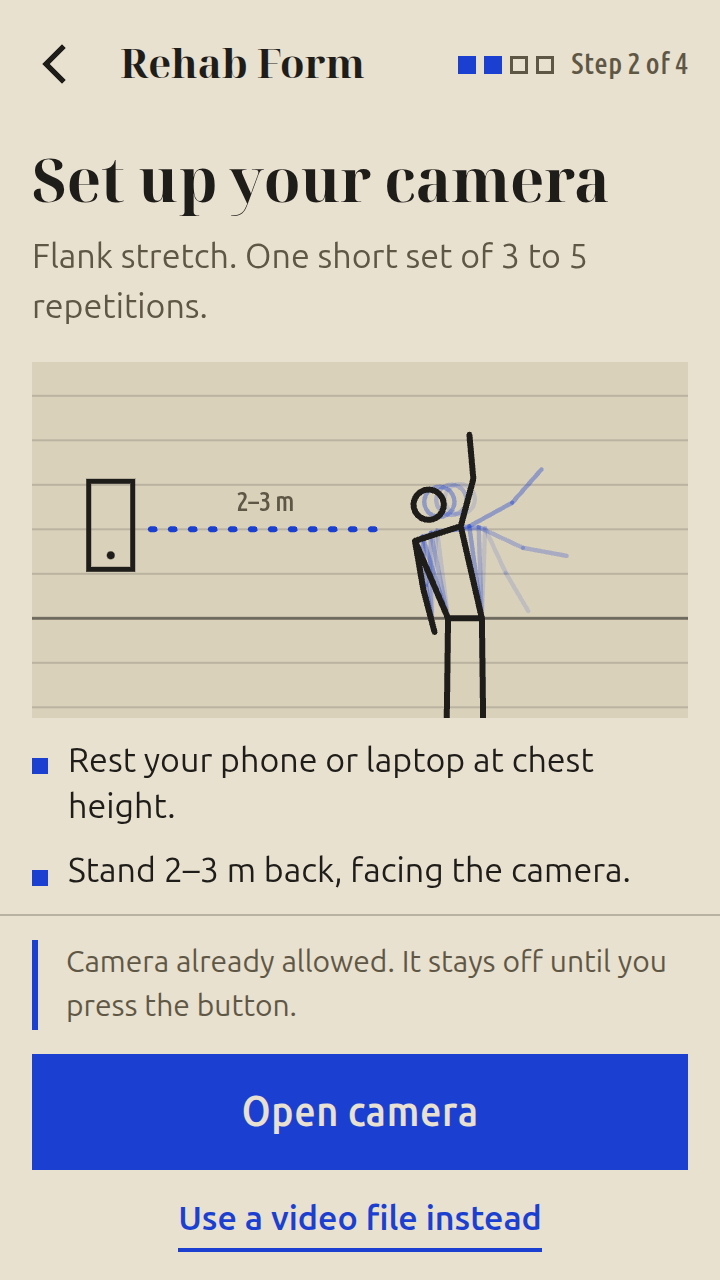 Rehab Form
Step 2 of 4
Set up your camera
Flank stretch. One short set of 3 to 5
repetitions.
2–3 m
Rest your phone or laptop at chest
height.
Stand 2–3 m back, facing the camera.
Camera already allowed. It stays off until you
press the button.
Open camera
Use a video file instead